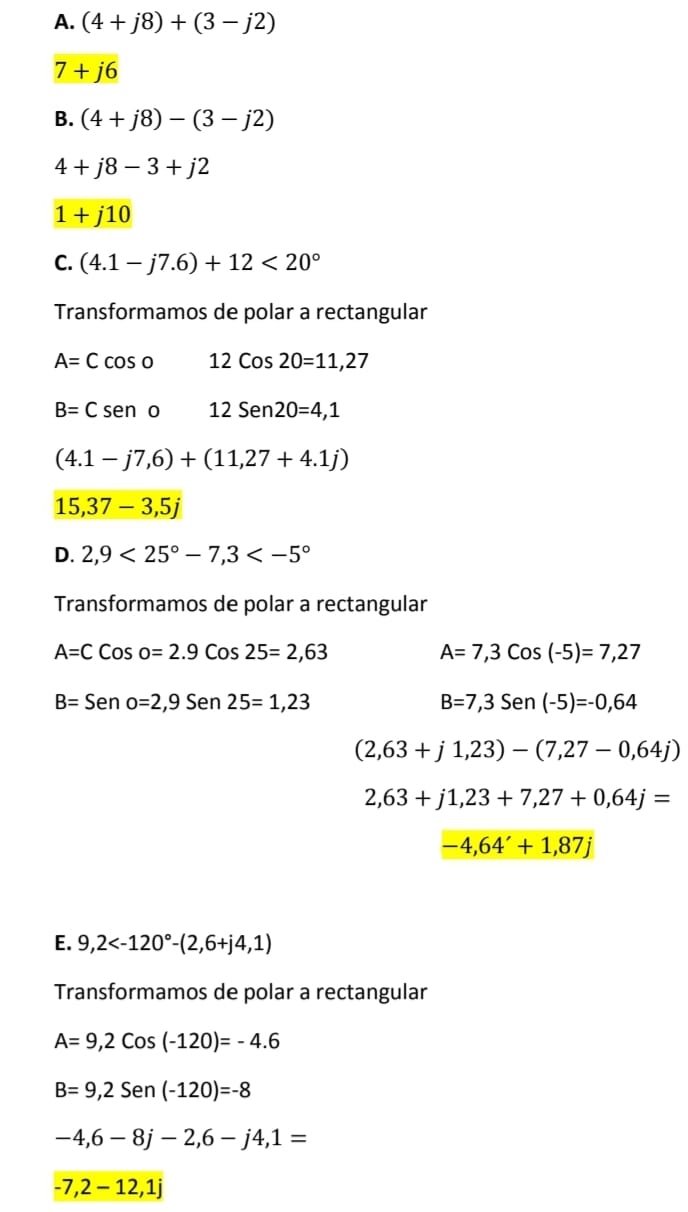 A. (4 + j8) + (3 − j2)
7 + j6
B. (4 + j8) − (3 − j2)
4 + j8 − 3 + j2
1 + j10
C. (4.1 − j7.6) + 12 < 20°
Transformamos de polar a rectangular
A= C cos o 12 Cos 20=11,27
B= C sen o 12 Sen20=4,1
(4.1 − j7,6) + (11,27 + 4.1j)
15,37 − 3,5j
D. 2,9 < 25° − 7,3 < −5°
Transformamos de polar a rectangular
A=C Cos o= 2.9 Cos 25= 2,63 A= 7,3 Cos (-5)= 7,27
B= Sen o=2,9 Sen 25= 1,23 B=7,3 Sen (-5)=-0,64
(2,63 + j 1,23) − (7,27 − 0,64j)
2,63 + j1,23 + 7,27 + 0,64j =
−4,64´ + 1,87j
E. 9,2<-120°-(2,6+j4,1)
Transformamos de polar a rectangular
A= 9,2 Cos (-120)= - 4.6
B= 9,2 Sen (-120)=-8
−4,6 − 8j − 2,6 − j4,1 =
-7,2 – 12,1j